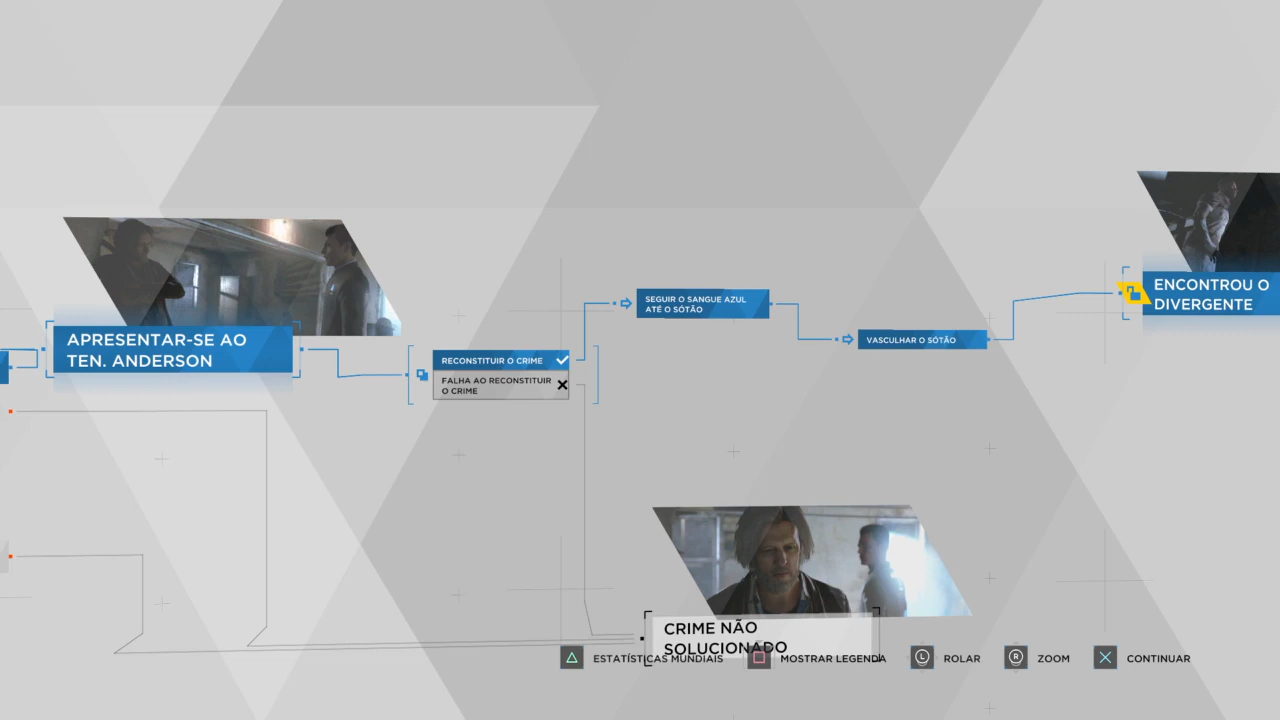 APRESENTAR-SE AO
TEN. ANDERSON
RECONSTITUIR O CRIME
FALHA AO RECONSTITUIR
O CRIME
SEGUIR O SANGUE AZUL
ATÉ O SÓTÃO
VASCULHAR O SÓTÃO
ENCONTROU O
DIVERGENTE
CRIME NÃO
SOLUCIONADO
ESTATÍSTICAS MUNDIAIS
MOSTRAR LEGENDA
L ROLAR
R ZOOM
CONTINUAR